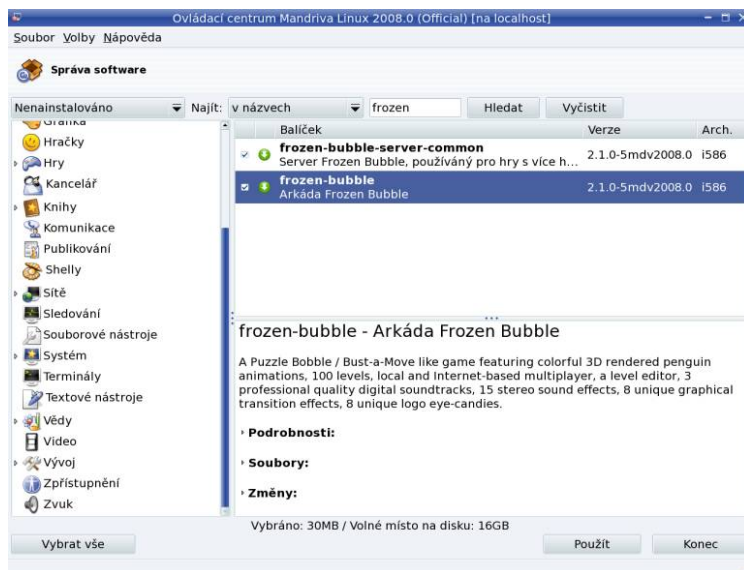 Ovládací centrum Mandriva Linux 2008.0 (Official) [na localhost]
Soubor Volby Nápověda
Správa software
Nenainstalováno Najít: v názvech frozen Hledat Vyčistit
Grafika
Hračky
Hry
Kancelář
Knihy
Komunikace
Publikování
Shelly
Sítě
Sledování
Souborové nástroje
Systém
Terminály
Textové nástroje
Vědy
Video
Vývoj
Zpřístupnění
Zvuk
Balíček Verze Arch.
frozen-bubble-server-common 2.1.0-5mdv2008.0 i586
Server Frozen Bubble, používáný pro hry s více h...
frozen-bubble 2.1.0-5mdv2008.0 i586
Arkáda Frozen Bubble
frozen-bubble - Arkáda Frozen Bubble
A Puzzle Bobble / Bust-a-Move like game featuring colorful 3D rendered penguin
animations, 100 levels, local and Internet-based multiplayer, a level editor, 3
professional quality digital soundtracks, 15 stereo sound effects, 8 unique graphical
transition effects, 8 unique logo eye-candies.
Podrobnosti:
Soubory:
Změny:
Vybráno: 30MB / Volné místo na disku: 16GB
Vybrat vše Použít Konec